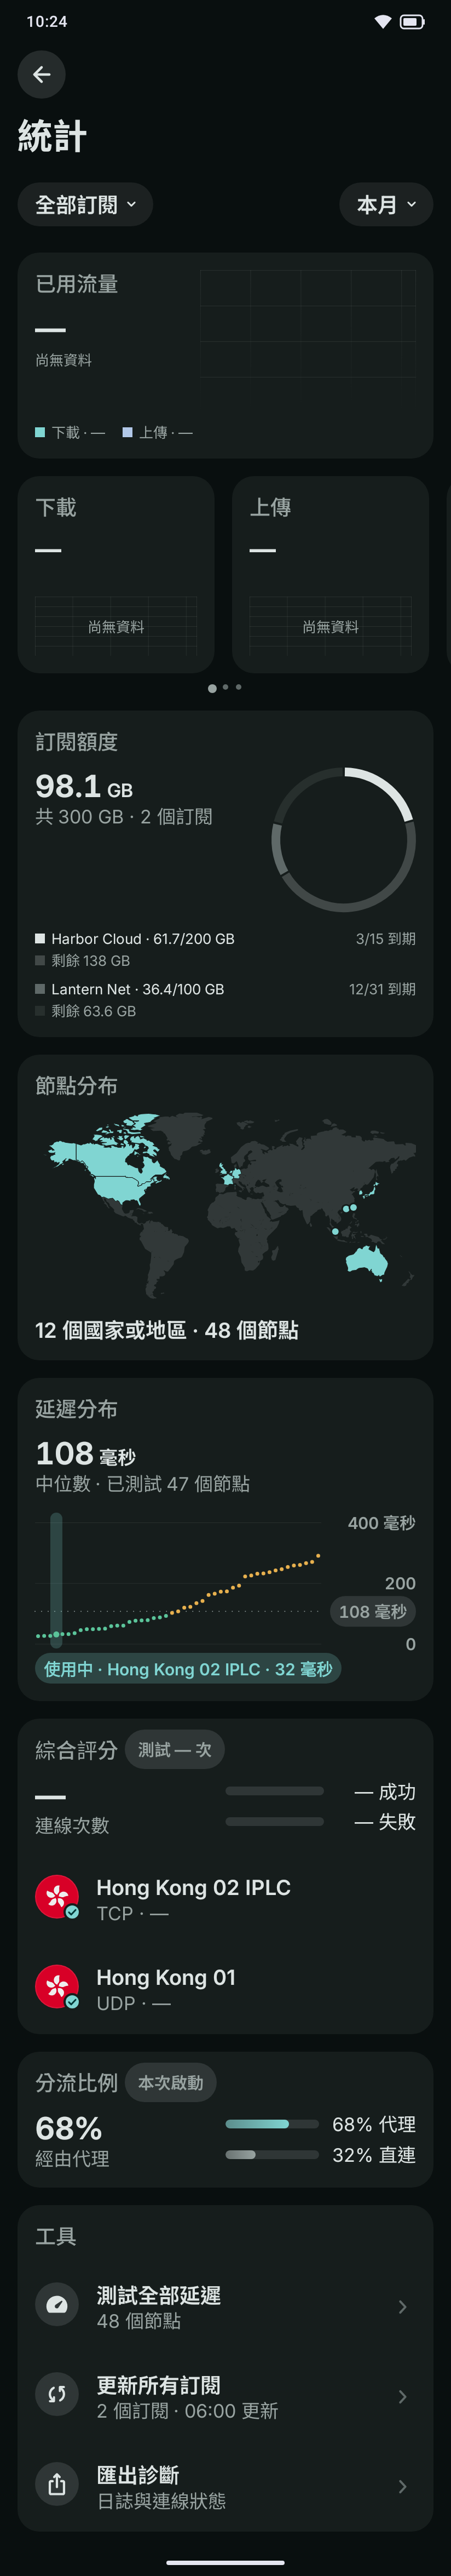 10:24
統計
全部訂閱
本月
已用流量
—
尚無資料
下載 · —
上傳 · —
下載
—
尚無資料
上傳
—
尚無資料
訂閱額度
98.1 GB
共 300 GB · 2 個訂閱
Harbor Cloud · 61.7/200 GB
3/15 到期
剩餘 138 GB
Lantern Net · 36.4/100 GB
12/31 到期
剩餘 63.6 GB
節點分布
12 個國家或地區 · 48 個節點
延遲分布
108 毫秒
中位數 · 已測試 47 個節點
400 毫秒
200
108 毫秒
0
使用中 · Hong Kong 02 IPLC · 32 毫秒
綜合評分
測試 — 次
—
連線次數
— 成功
— 失敗
Hong Kong 02 IPLC
TCP · —
Hong Kong 01
UDP · —
分流比例
本次啟動
68%
經由代理
68% 代理
32% 直連
工具
測試全部延遲
48 個節點
更新所有訂閱
2 個訂閱 · 06:00 更新
匯出診斷
日誌與連線狀態